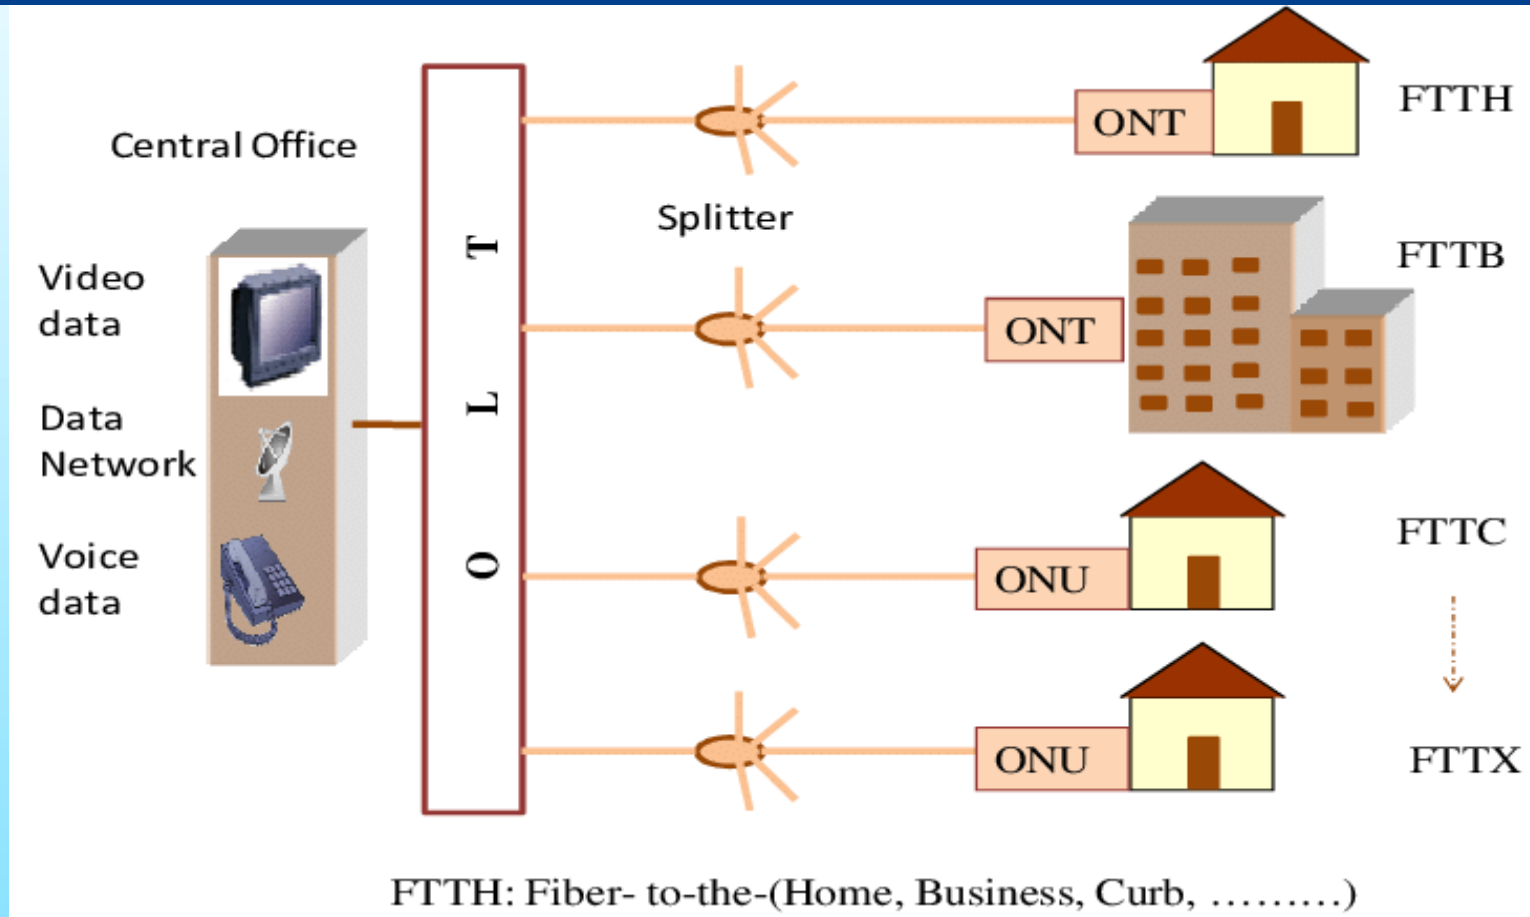 Central Office
Video
data
Data
Network
Voice
data
O L T
Splitter
ONT
FTTH
ONT
FTTB
ONU
FTTC
ONU
FTTX
FTTH: Fiber- to-the-(Home, Business, Curb, .........)